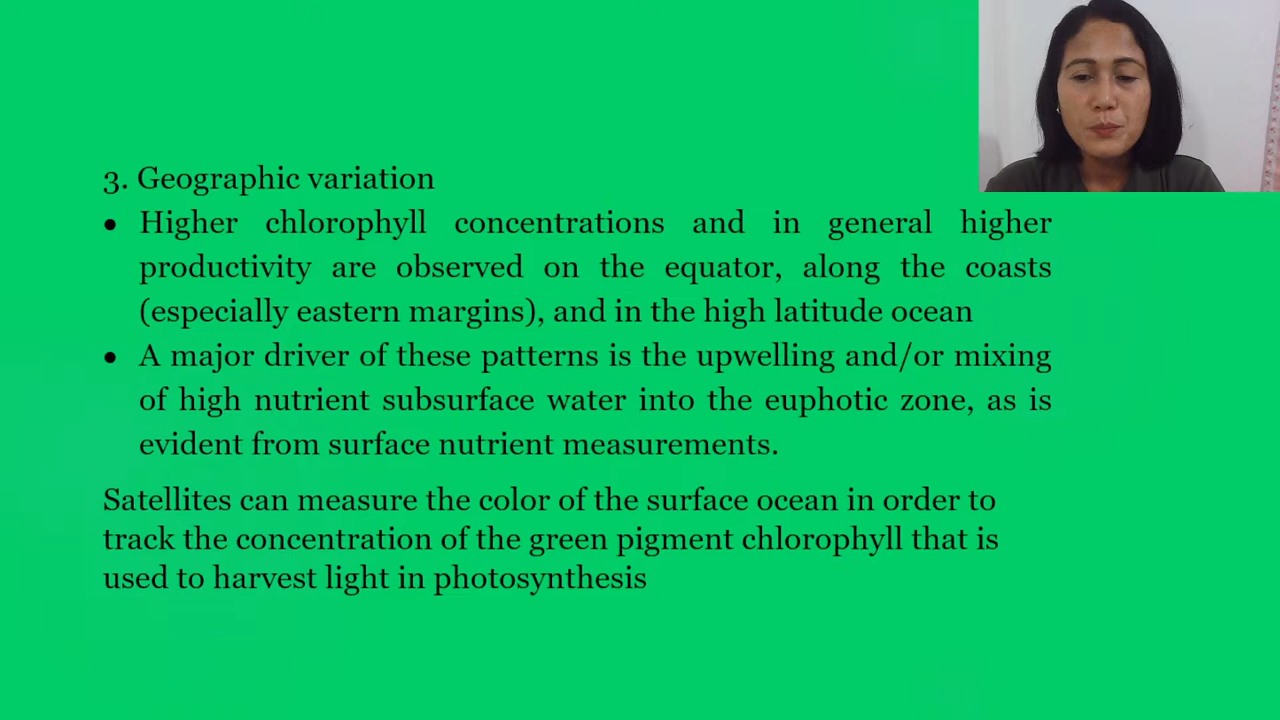 3. Geographic variation
• Higher chlorophyll concentrations and in general higher
productivity are observed on the equator, along the coasts
(especially eastern margins), and in the high latitude ocean
• A major driver of these patterns is the upwelling and/or mixing
of high nutrient subsurface water into the euphotic zone, as is
evident from surface nutrient measurements.
Satellites can measure the color of the surface ocean in order to
track the concentration of the green pigment chlorophyll that is
used to harvest light in photosynthesis